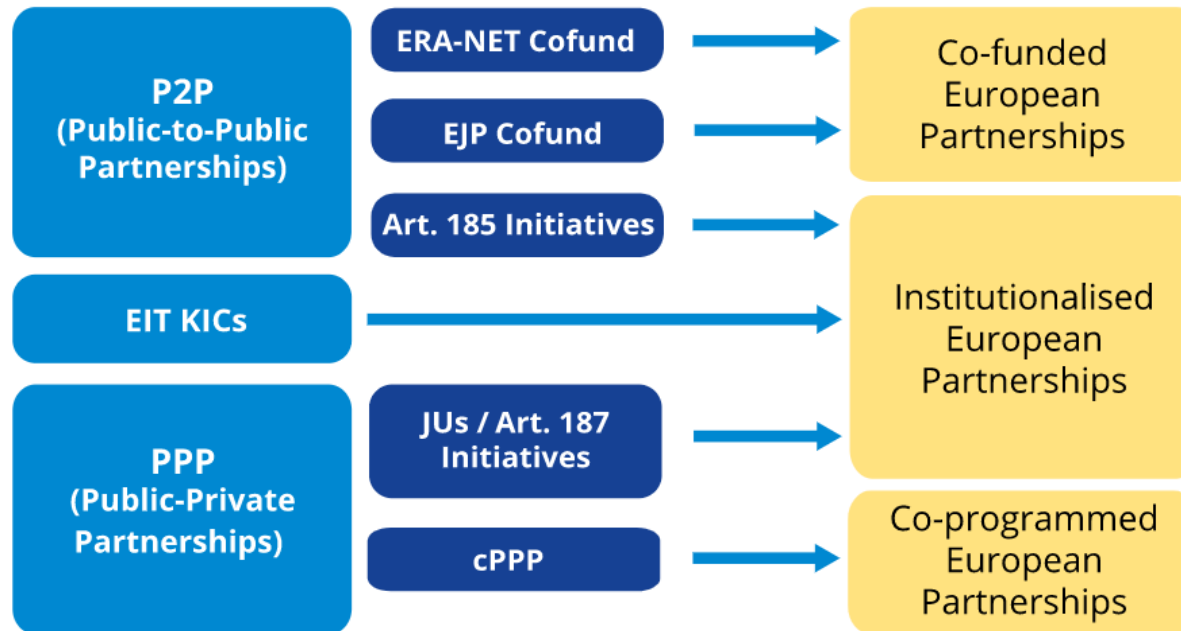 P2P
(Public-to-Public
Partnerships)
ERA-NET Cofund
EJP Cofund
Art. 185 Initiatives
Co-funded
European
Partnerships
EIT KICs
Institutionalised
European
Partnerships
PPP
(Public-Private
Partnerships)
JUs / Art. 187
Initiatives
cPPP
Co-programmed
European
Partnerships